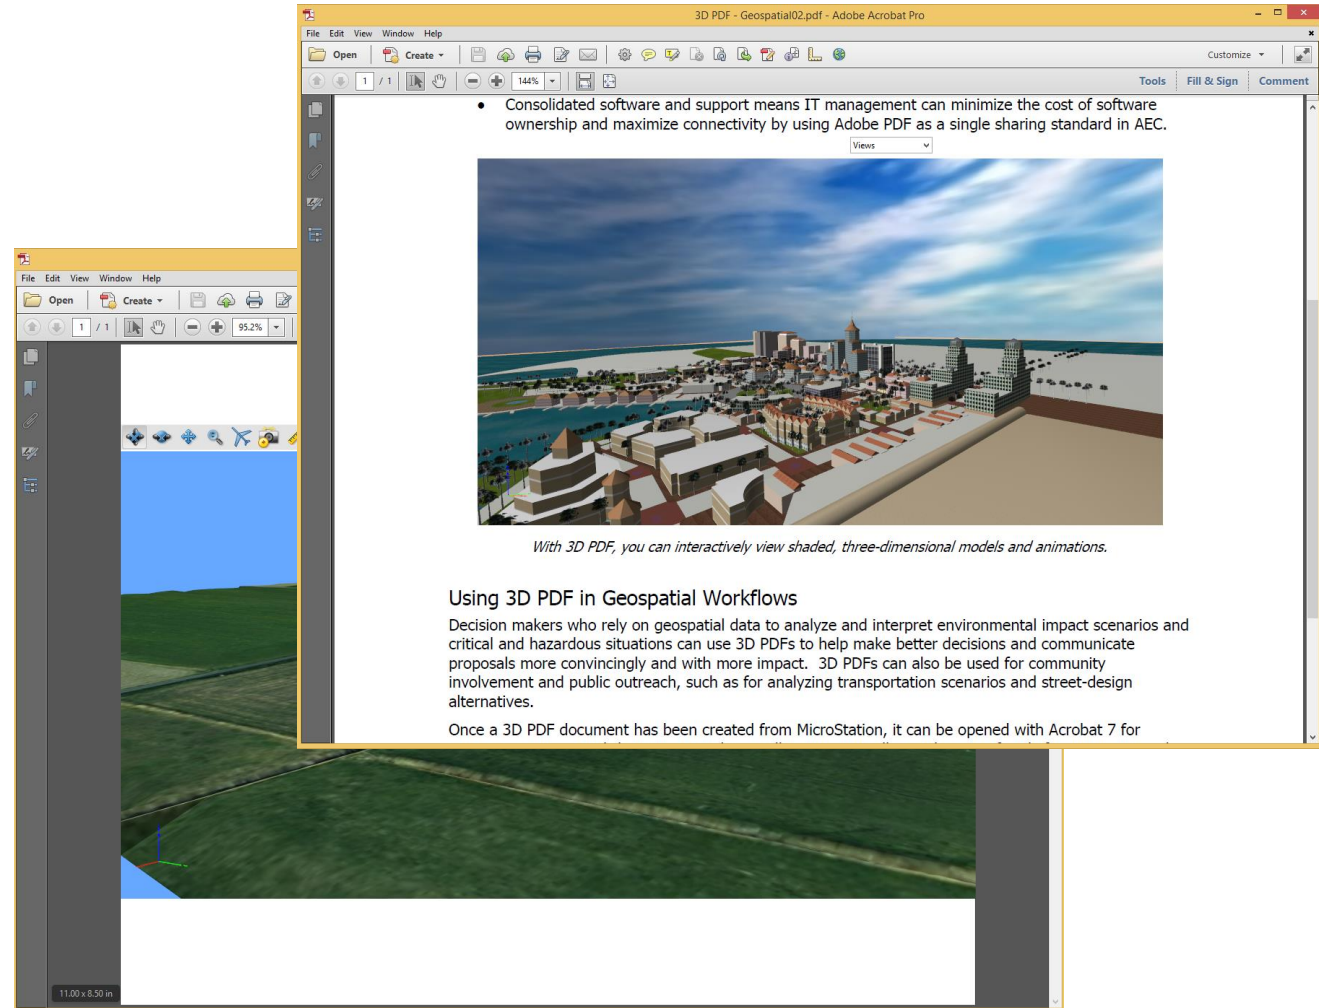 3D PDF - Geospatial02.pdf - Adobe Acrobat Pro
File Edit View Window Help
Open Create Customize
1 / 1 144% Tools Fill & Sign Comment
• Consolidated software and support means IT management can minimize the cost of software
ownership and maximize connectivity by using Adobe PDF as a single sharing standard in AEC.
Views
With 3D PDF, you can interactively view shaded, three-dimensional models and animations.
Using 3D PDF in Geospatial Workflows
Decision makers who rely on geospatial data to analyze and interpret environmental impact scenarios and
critical and hazardous situations can use 3D PDFs to help make better decisions and communicate
proposals more convincingly and with more impact. 3D PDFs can also be used for community
involvement and public outreach, such as for analyzing transportation scenarios and street-design
alternatives.
Once a 3D PDF document has been created from MicroStation, it can be opened with Acrobat 7 for
File Edit View Window Help
Open Create
1 / 1 95.2%
11.00 x 8.50 in